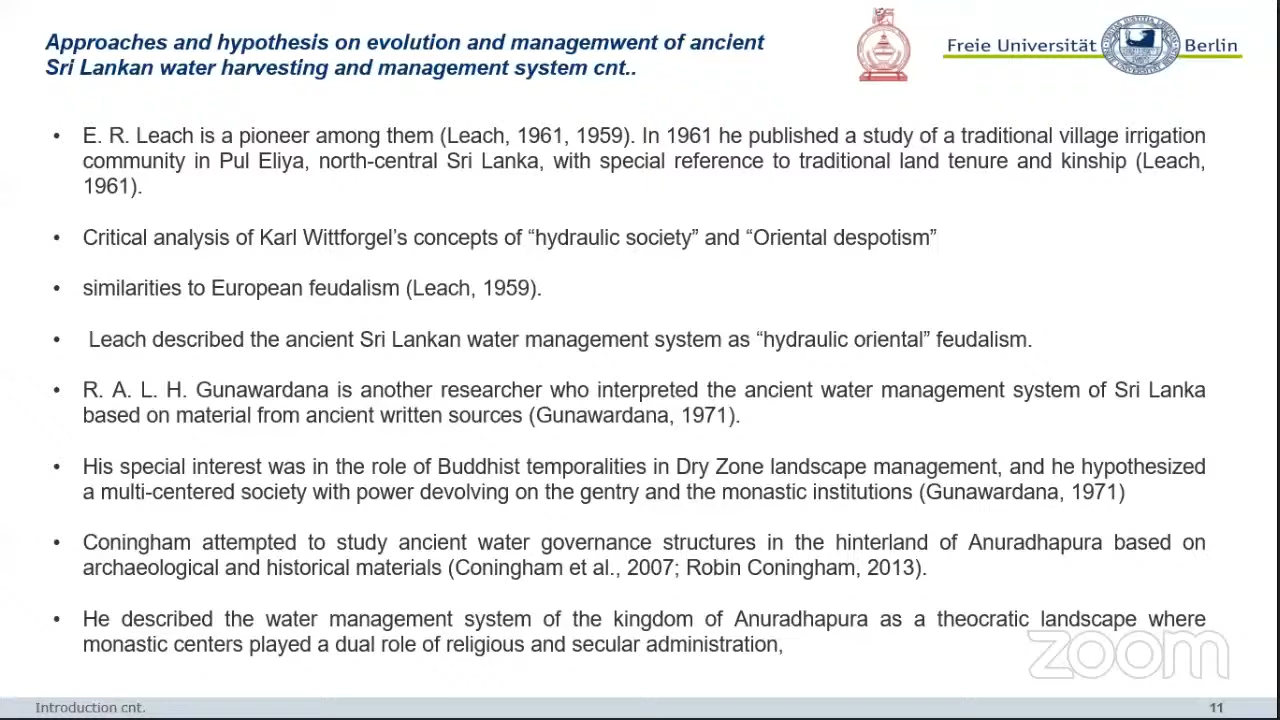 Approaches and hypothesis on evolution and managemwent of ancient
Sri Lankan water harvesting and management system cnt..
Freie Universität Berlin
• E. R. Leach is a pioneer among them (Leach, 1961, 1959). In 1961 he published a study of a traditional village irrigation
community in Pul Eliya, north-central Sri Lanka, with special reference to traditional land tenure and kinship (Leach,
1961).
• Critical analysis of Karl Wittforgel’s concepts of “hydraulic society” and “Oriental despotism”
• similarities to European feudalism (Leach, 1959).
• Leach described the ancient Sri Lankan water management system as “hydraulic oriental” feudalism.
• R. A. L. H. Gunawardana is another researcher who interpreted the ancient water management system of Sri Lanka
based on material from ancient written sources (Gunawardana, 1971).
• His special interest was in the role of Buddhist temporalities in Dry Zone landscape management, and he hypothesized
a multi-centered society with power devolving on the gentry and the monastic institutions (Gunawardana, 1971)
• Coningham attempted to study ancient water governance structures in the hinterland of Anuradhapura based on
archaeological and historical materials (Coningham et al., 2007; Robin Coningham, 2013).
• He described the water management system of the kingdom of Anuradhapura as a theocratic landscape where
monastic centers played a dual role of religious and secular administration,
zoom
Introduction cnt.
11